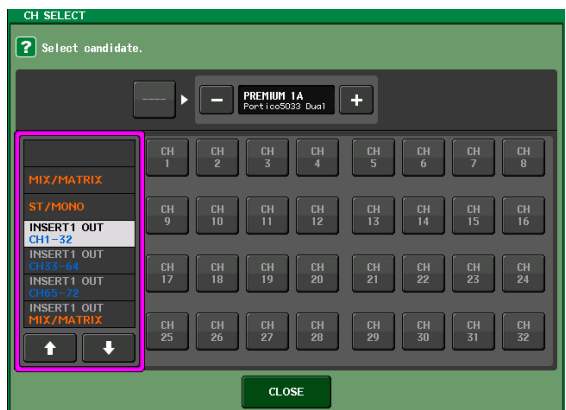 CH SELECT
? Select candidate.
----
−
PREMIUM 1A
Portico5033 Dual
+
MIX/MATRIX
ST/MONO
INSERT1 OUT
CH1-32
INSERT1 OUT
CH33-64
INSERT1 OUT
CH65-72
INSERT1 OUT
MIX/MATRIX
CH 1
CH 2
CH 3
CH 4
CH 5
CH 6
CH 7
CH 8
CH 9
CH 10
CH 11
CH 12
CH 13
CH 14
CH 15
CH 16
CH 17
CH 18
CH 19
CH 20
CH 21
CH 22
CH 23
CH 24
CH 25
CH 26
CH 27
CH 28
CH 29
CH 30
CH 31
CH 32
CLOSE